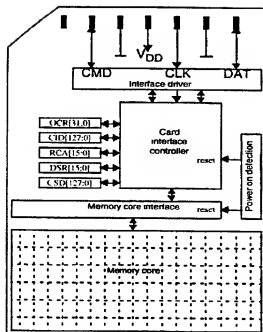 VDD
CMD CLK DAT
Interface driver
OCR[31:0]
CID[127:0]
RCA[15:0]
DSR[15:0]
CSD[127:0]
Card
interface
controller
reset
Power on detection
Memory core interface reset
Memory core